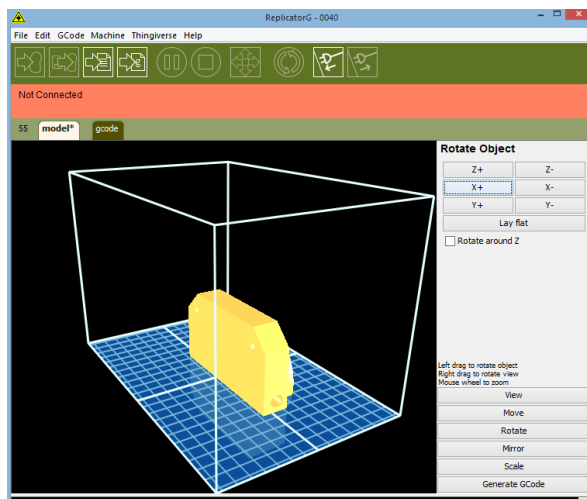 ReplicatorG - 0040
File Edit GCode Machine Thingiverse Help
Not Connected
55 model* gcode
Rotate Object
Z+ Z-
X+ X-
Y+ Y-
Lay flat
Rotate around Z
Left drag to rotate object
Right drag to rotate view
Mouse wheel to zoom
View
Move
Rotate
Mirror
Scale
Generate GCode